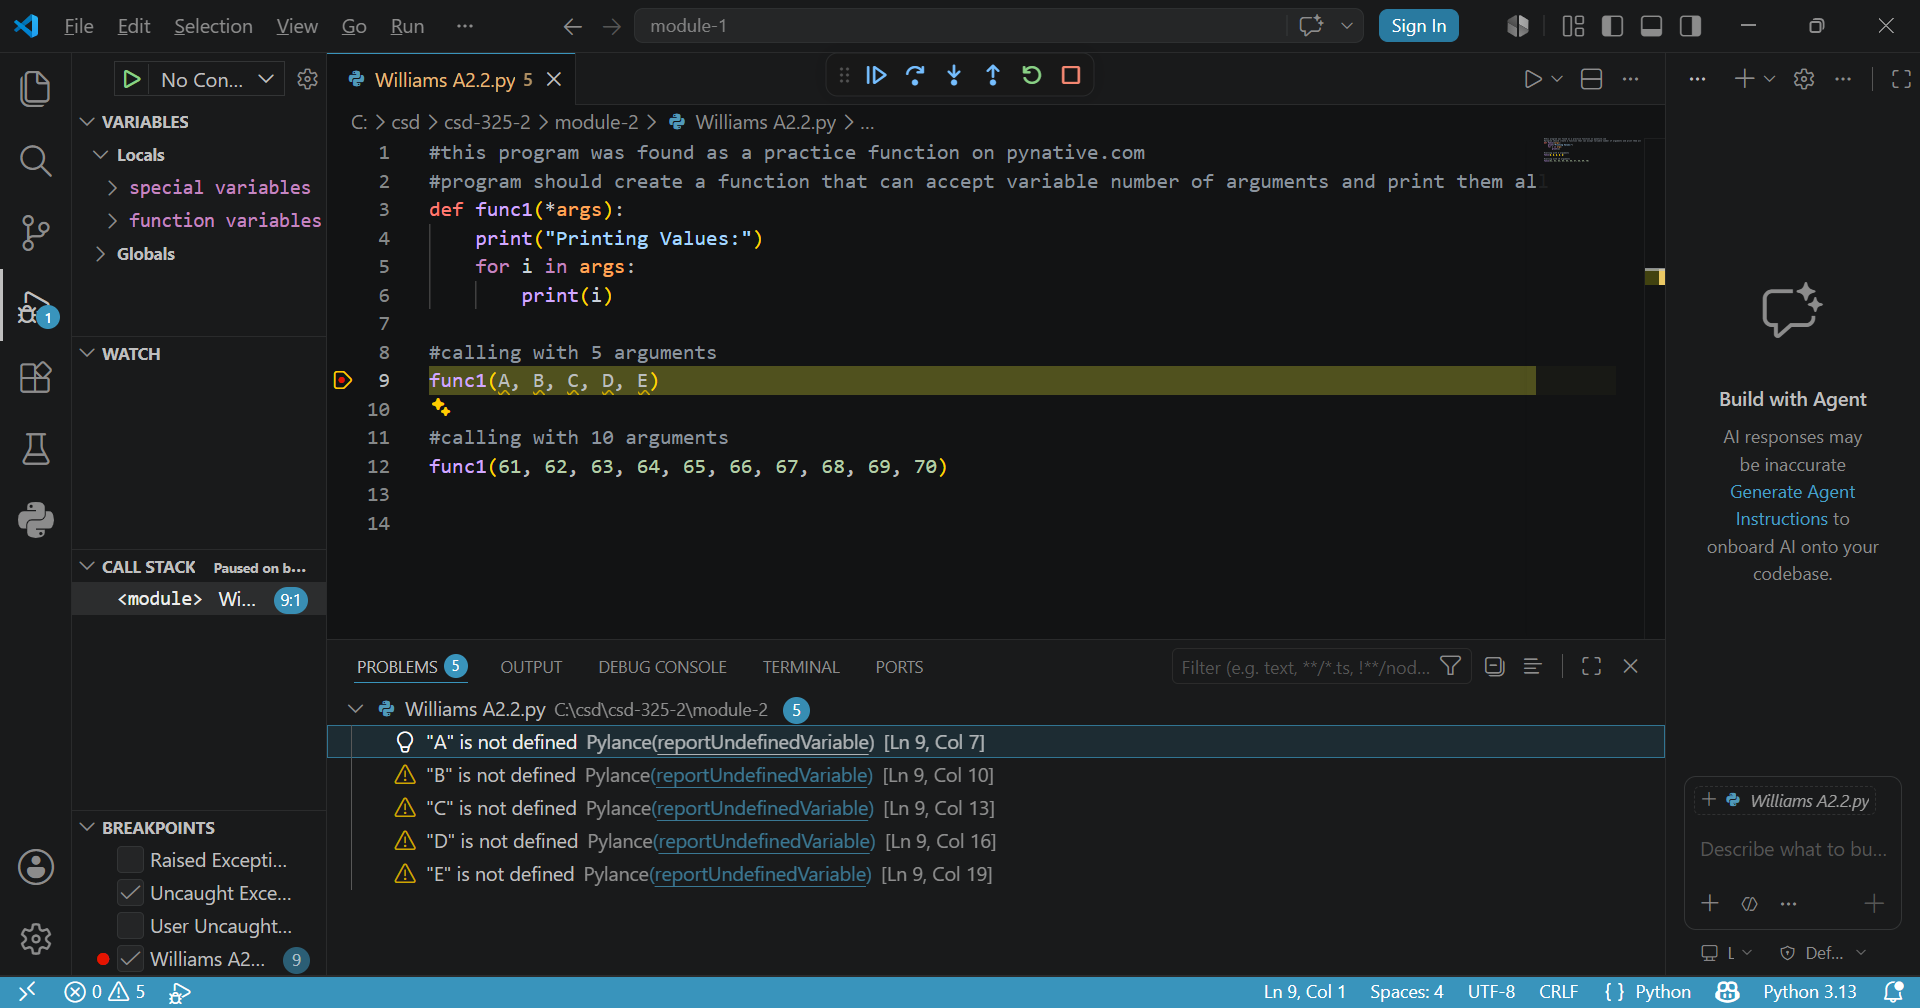 File Edit Selection View Go Run ···
module-1
Sign In
No Con...
Williams A2.2.py 5
VARIABLES
Locals
special variables
function variables
Globals
WATCH
CALL STACK Paused on b...
<module> Wi... 9:1
BREAKPOINTS
Raised Excepti...
Uncaught Exce...
User Uncaught...
Williams A2... 9
1
C: > csd > csd-325-2 > module-2 > Williams A2.2.py > ...
1 #this program was found as a practice function on pynative.com
2 #program should create a function that can accept variable number of arguments and print them al
3 def func1(*args):
4 print("Printing Values:")
5 for i in args:
6 print(i)
7
8 #calling with 5 arguments
9 func1(A, B, C, D, E)
10
11 #calling with 10 arguments
12 func1(61, 62, 63, 64, 65, 66, 67, 68, 69, 70)
13
14
PROBLEMS 5 OUTPUT DEBUG CONSOLE TERMINAL PORTS
Filter (e.g. text, **/*.ts, !**/nod...
Williams A2.2.py C:\csd\csd-325-2\module-2 5
"A" is not defined Pylance(reportUndefinedVariable) [Ln 9, Col 7]
"B" is not defined Pylance(reportUndefinedVariable) [Ln 9, Col 10]
"C" is not defined Pylance(reportUndefinedVariable) [Ln 9, Col 13]
"D" is not defined Pylance(reportUndefinedVariable) [Ln 9, Col 16]
"E" is not defined Pylance(reportUndefinedVariable) [Ln 9, Col 19]
Build with Agent
AI responses may
be inaccurate
Generate Agent
Instructions to
onboard AI onto your
codebase.
Williams A2.2.py
Describe what to bu...
L
Def...
0 5
Ln 9, Col 1 Spaces: 4 UTF-8 CRLF { } Python Python 3.13